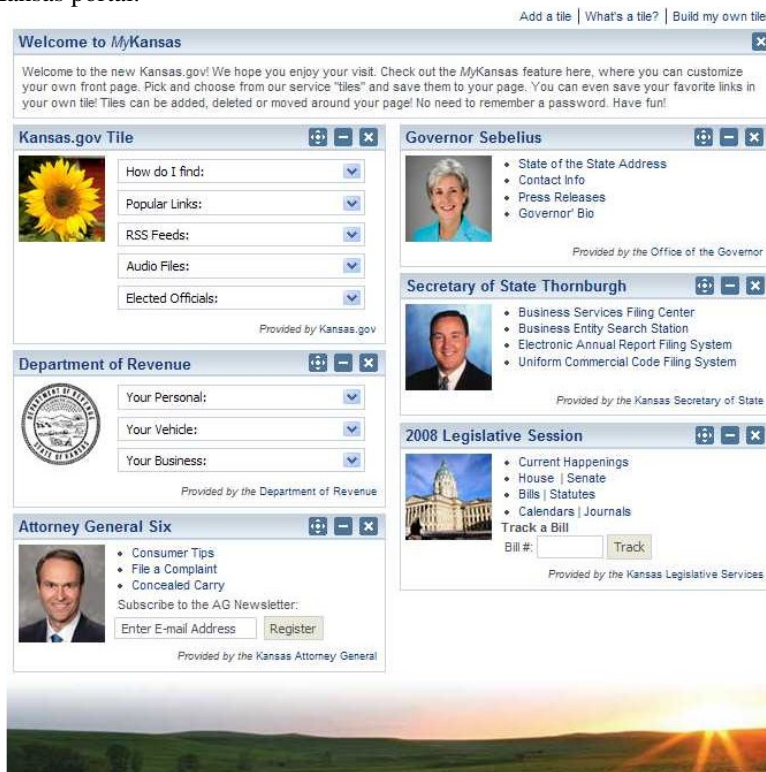 Kansas portal.
Add a tile | What's a tile? | Build my own tile
Welcome to MyKansas
Welcome to the new Kansas.gov! We hope you enjoy your visit. Check out the MyKansas feature here, where you can customize
your own front page. Pick and choose from our service "tiles" and save them to your page. You can even save your favorite links in
your own tile! Tiles can be added, deleted or moved around your page! No need to remember a password. Have fun!
Kansas.gov Tile
How do I find:
Popular Links:
RSS Feeds:
Audio Files:
Elected Officials:
Provided by Kansas.gov
Department of Revenue
DEPARTMENT OF REVENUE
STATE OF KANSAS
Your Personal:
Your Vehicle:
Your Business:
Provided by the Department of Revenue
Attorney General Six
Consumer Tips
File a Complaint
Concealed Carry
Subscribe to the AG Newsletter:
Enter E-mail Address Register
Provided by the Kansas Attorney General
Governor Sebelius
State of the State Address
Contact Info
Press Releases
Governor' Bio
Provided by the Office of the Governor
Secretary of State Thornburgh
Business Services Filing Center
Business Entity Search Station
Electronic Annual Report Filing System
Uniform Commercial Code Filing System
Provided by the Kansas Secretary of State
2008 Legislative Session
Current Happenings
House | Senate
Bills | Statutes
Calendars | Journals
Track a Bill
Bill #: Track
Provided by the Kansas Legislative Services